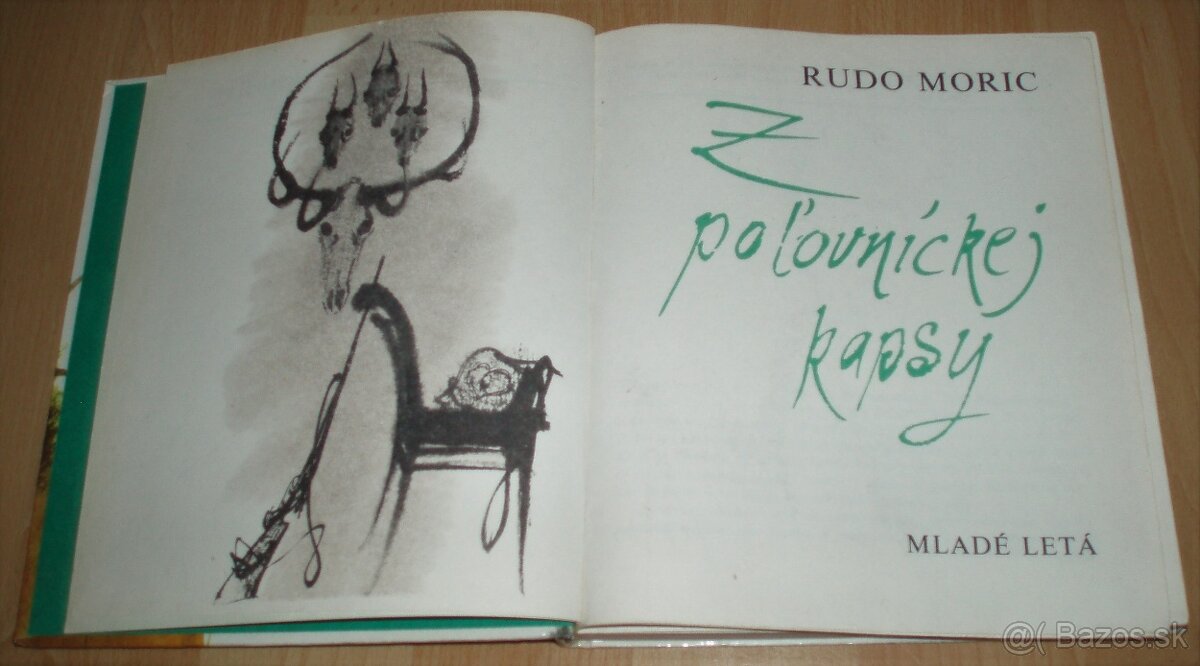 RUDO MORIC
Z
poľovníckej
kapsy
MLADÉ LETÁ
@( Bazos.sk